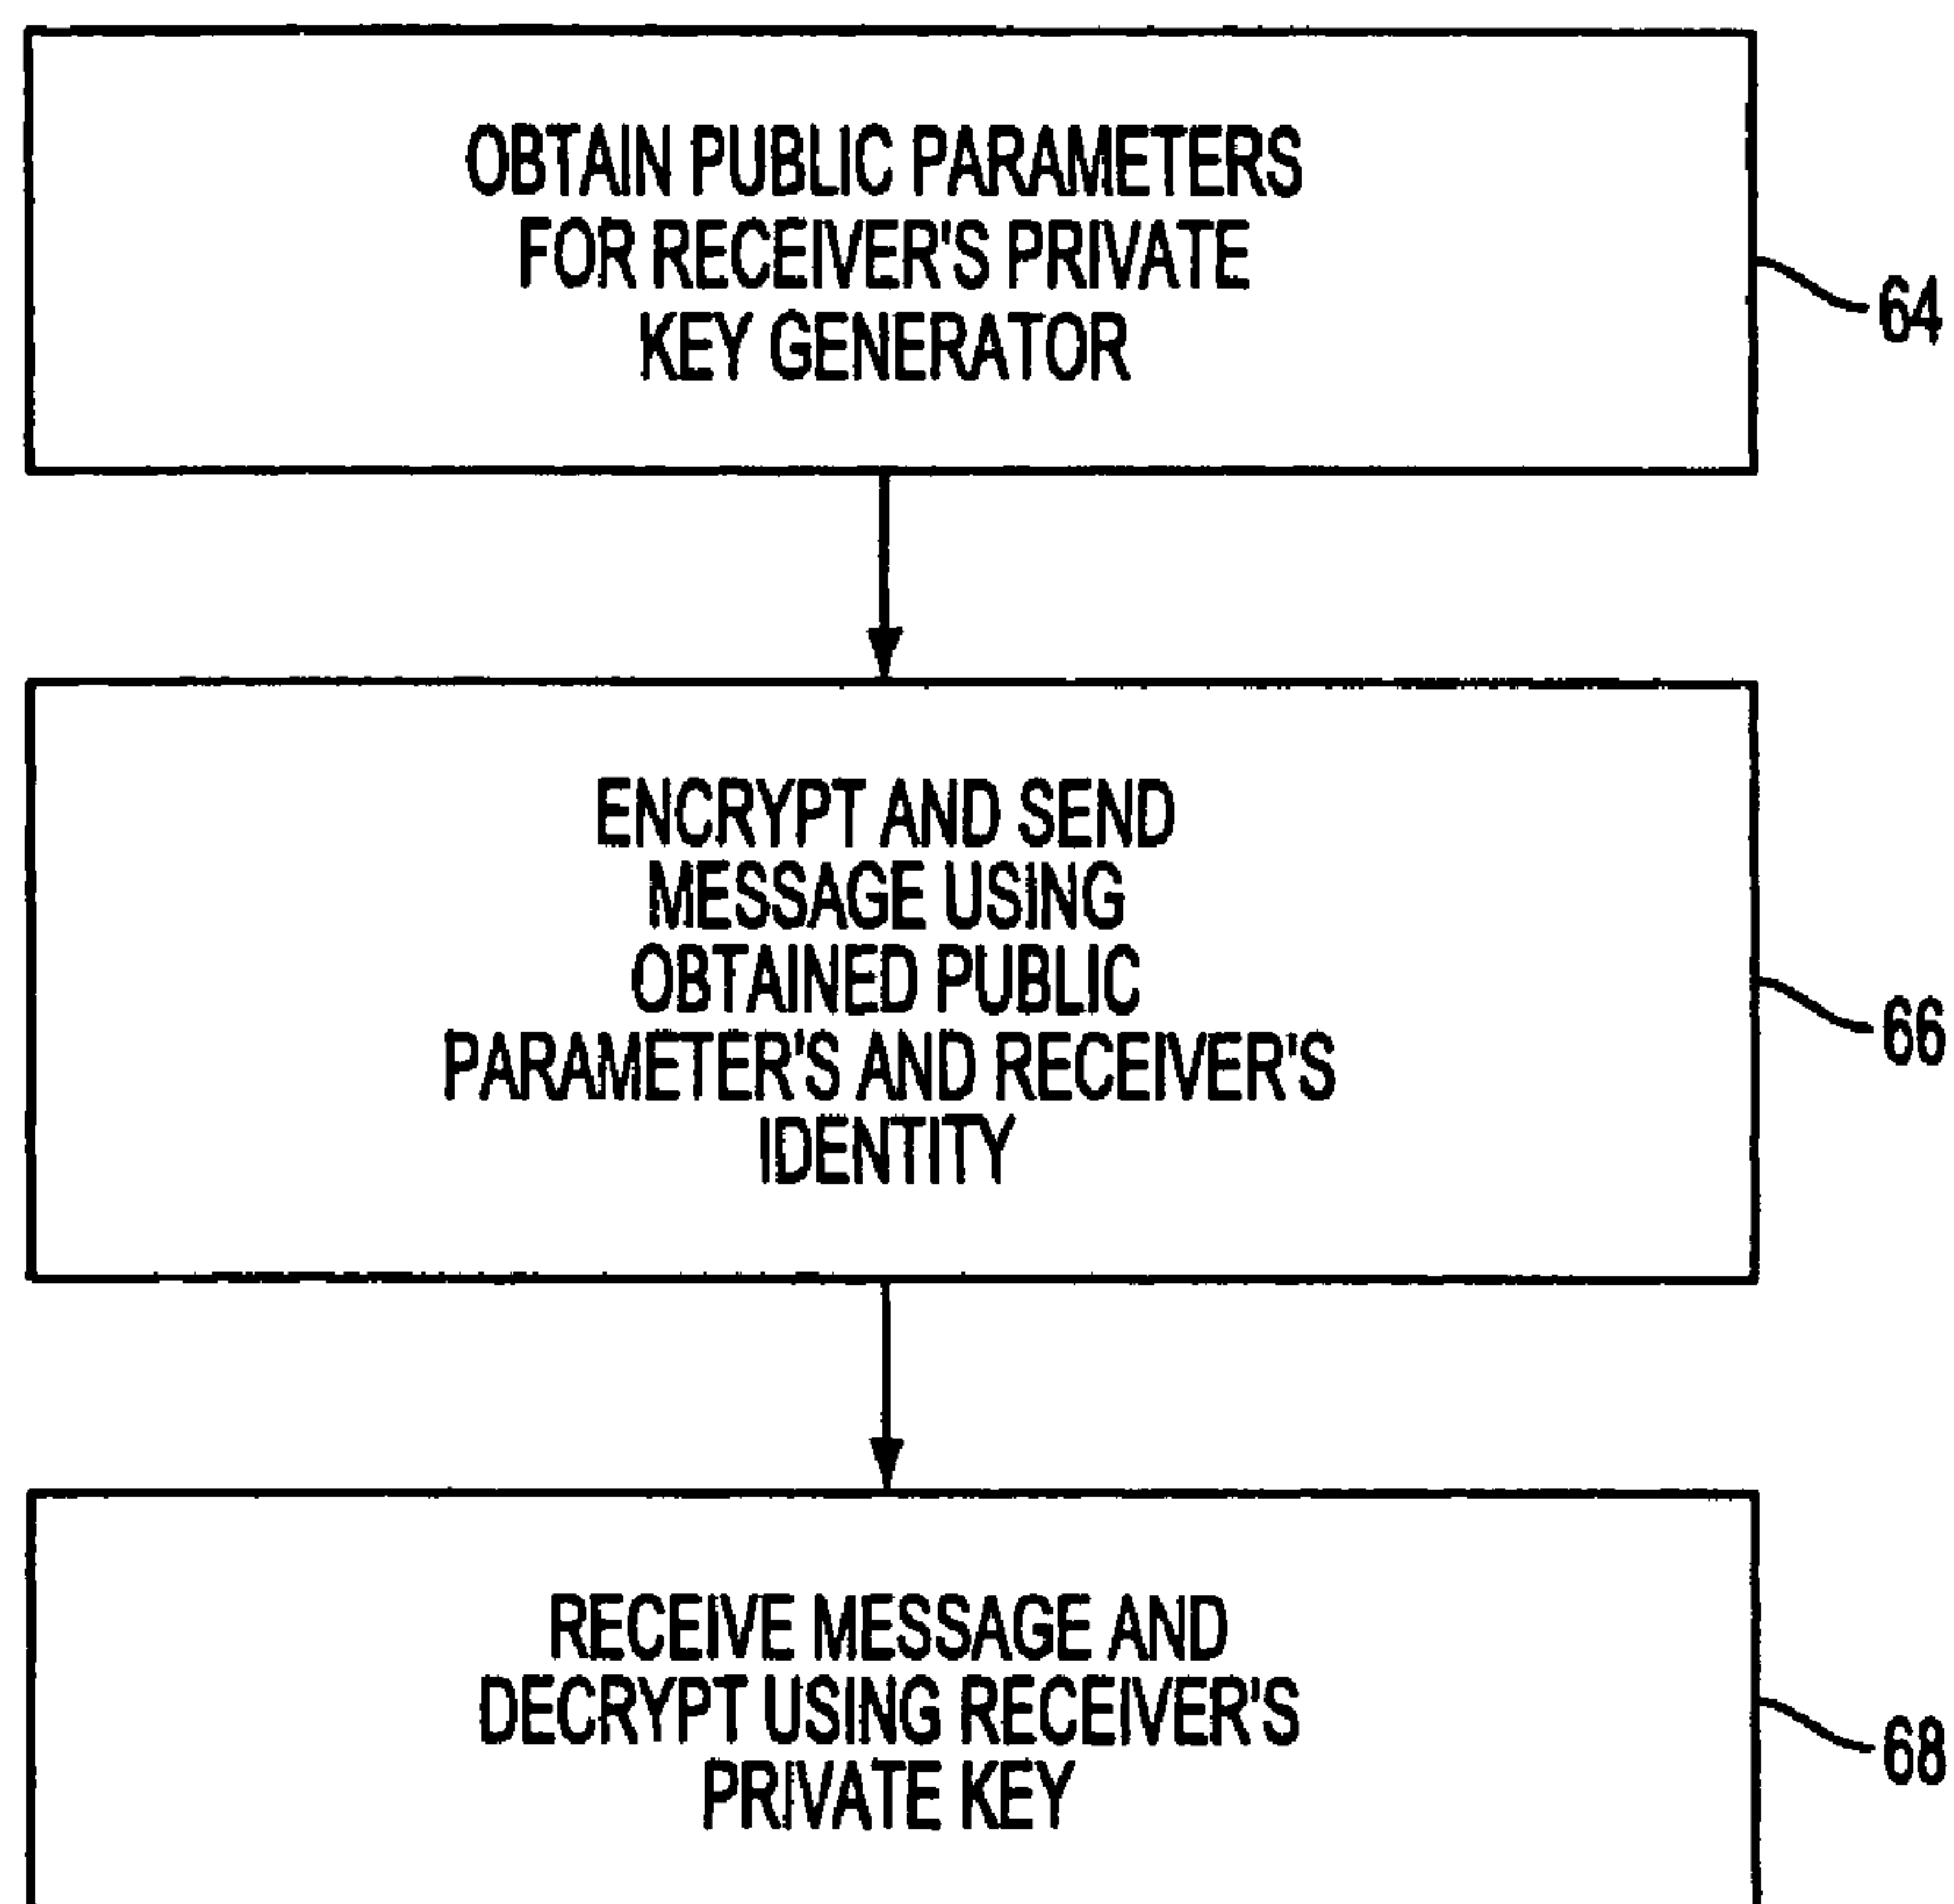 OBTAIN PUBLIC PARAMETERS
FOR RECEIVER'S PRIVATE
KEY GENERATOR
64
ENCRYPT AND SEND
MESSAGE USING
OBTAINED PUBLIC
PARAMETER'S AND RECEIVER'S
IDENTITY
66
RECEIVE MESSAGE AND
DECRYPT USING RECEIVER'S
PRIVATE KEY
68